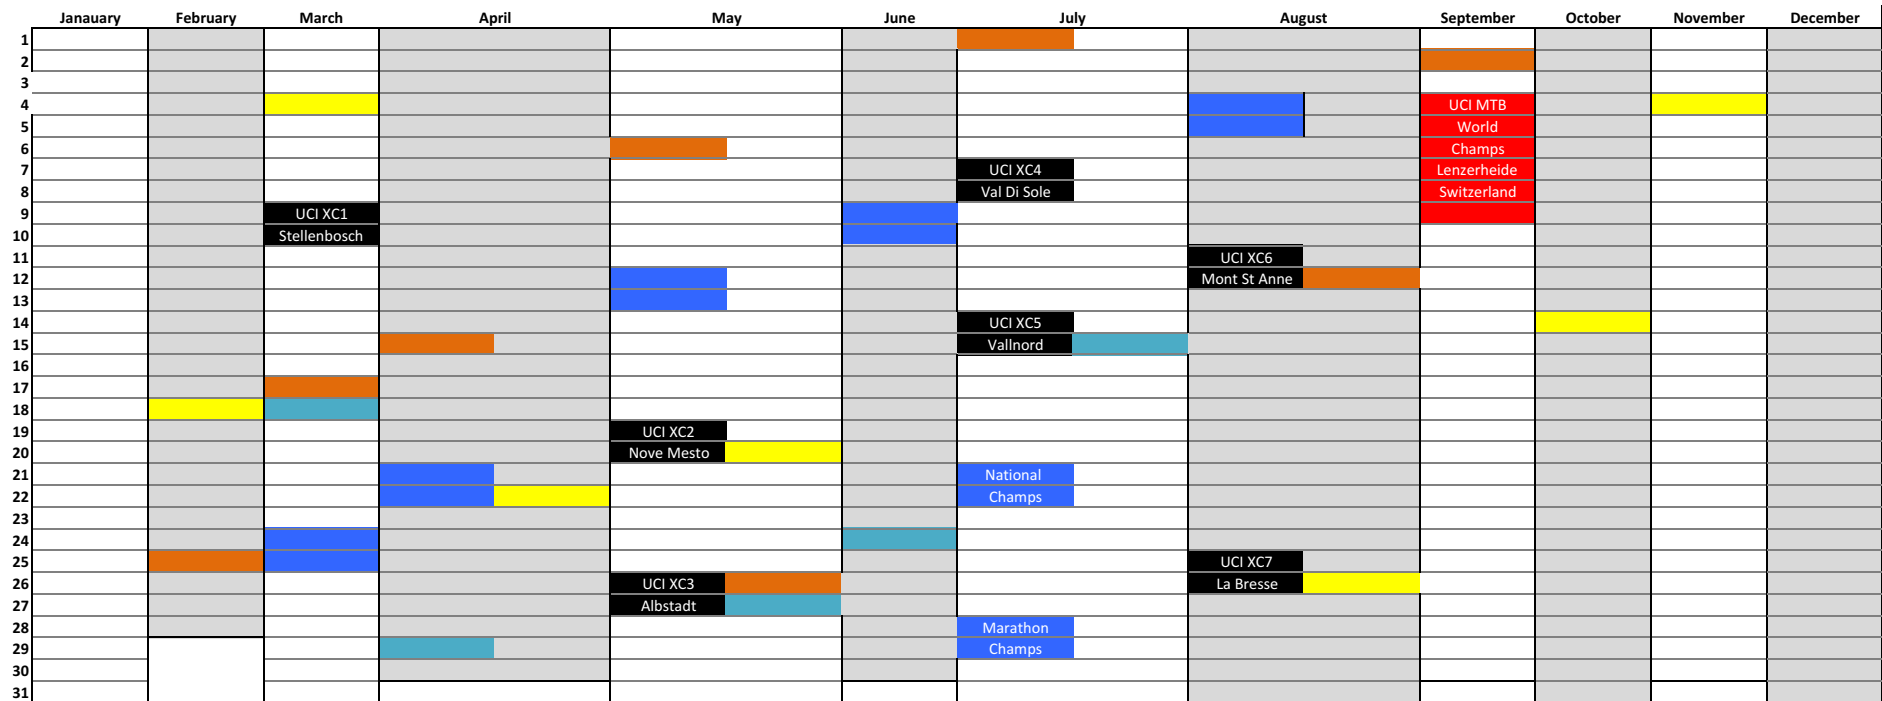 Janauary February March April May June July August September October November December
1
2
3
4 UCI MTB
5 World
6 Champs
7 UCI XC4 Lenzerheide
8 Val Di Sole Switzerland
9 UCI XC1
10 Stellenbosch
11 UCI XC6
12 Mont St Anne
13
14 UCI XC5
15 Vallnord
16
17
18
19 UCI XC2
20 Nove Mesto
21 National
22 Champs
23
24
25 UCI XC7
26 UCI XC3 La Bresse
27 Albstadt
28 Marathon
29 Champs
30
31